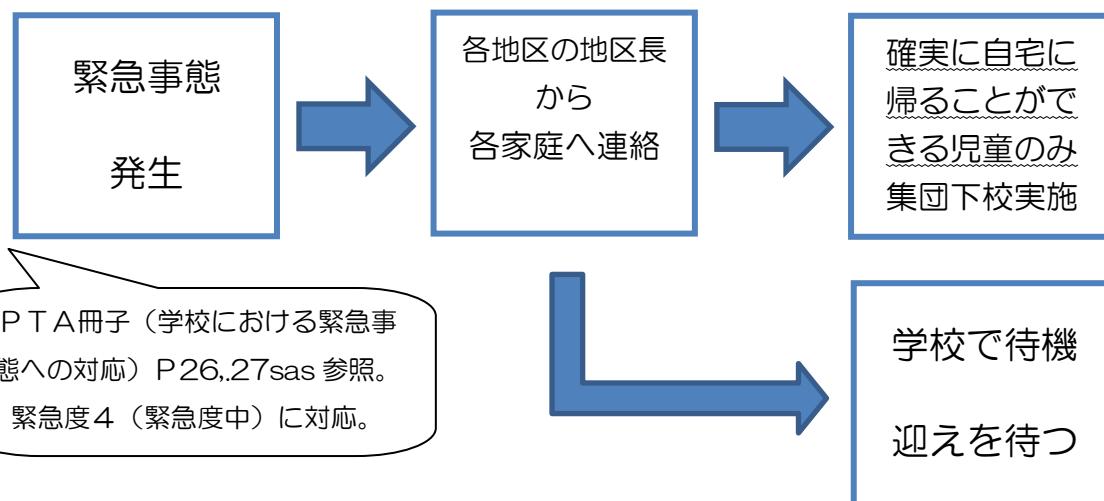 緊急事態
発生
各地区の地区長
から
各家庭へ連絡
確実に自宅に
帰ることがで
きる児童のみ
集団下校実施
ＰＴＡ冊子（学校における緊急事
態への対応）Ｐ26,.27sas 参照。
緊急度４（緊急度中）に対応。
学校で待機
迎えを待つ